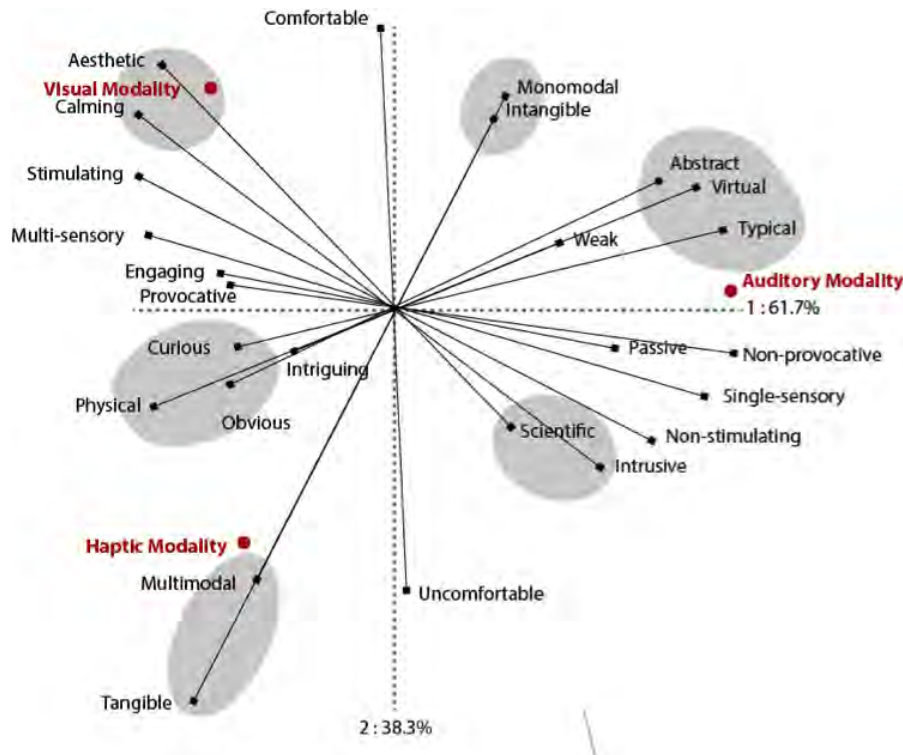 Comfortable
Aesthetic
VIsual Modality
Calming
Monomodal
Intangible
Stimulating
Abstract
Virtual
Multi-sensory
Weak
Typical
Engaging
Provocative
Auditory Modality
1 : 61.7%
Curious
Intriguing
Passive
Non-provocative
Physical
Obvious
Single-sensory
Scientific
Non-stimulating
Intrusive
Haptic Modality
Multimodal
Uncomfortable
Tangible
2 : 38.3%